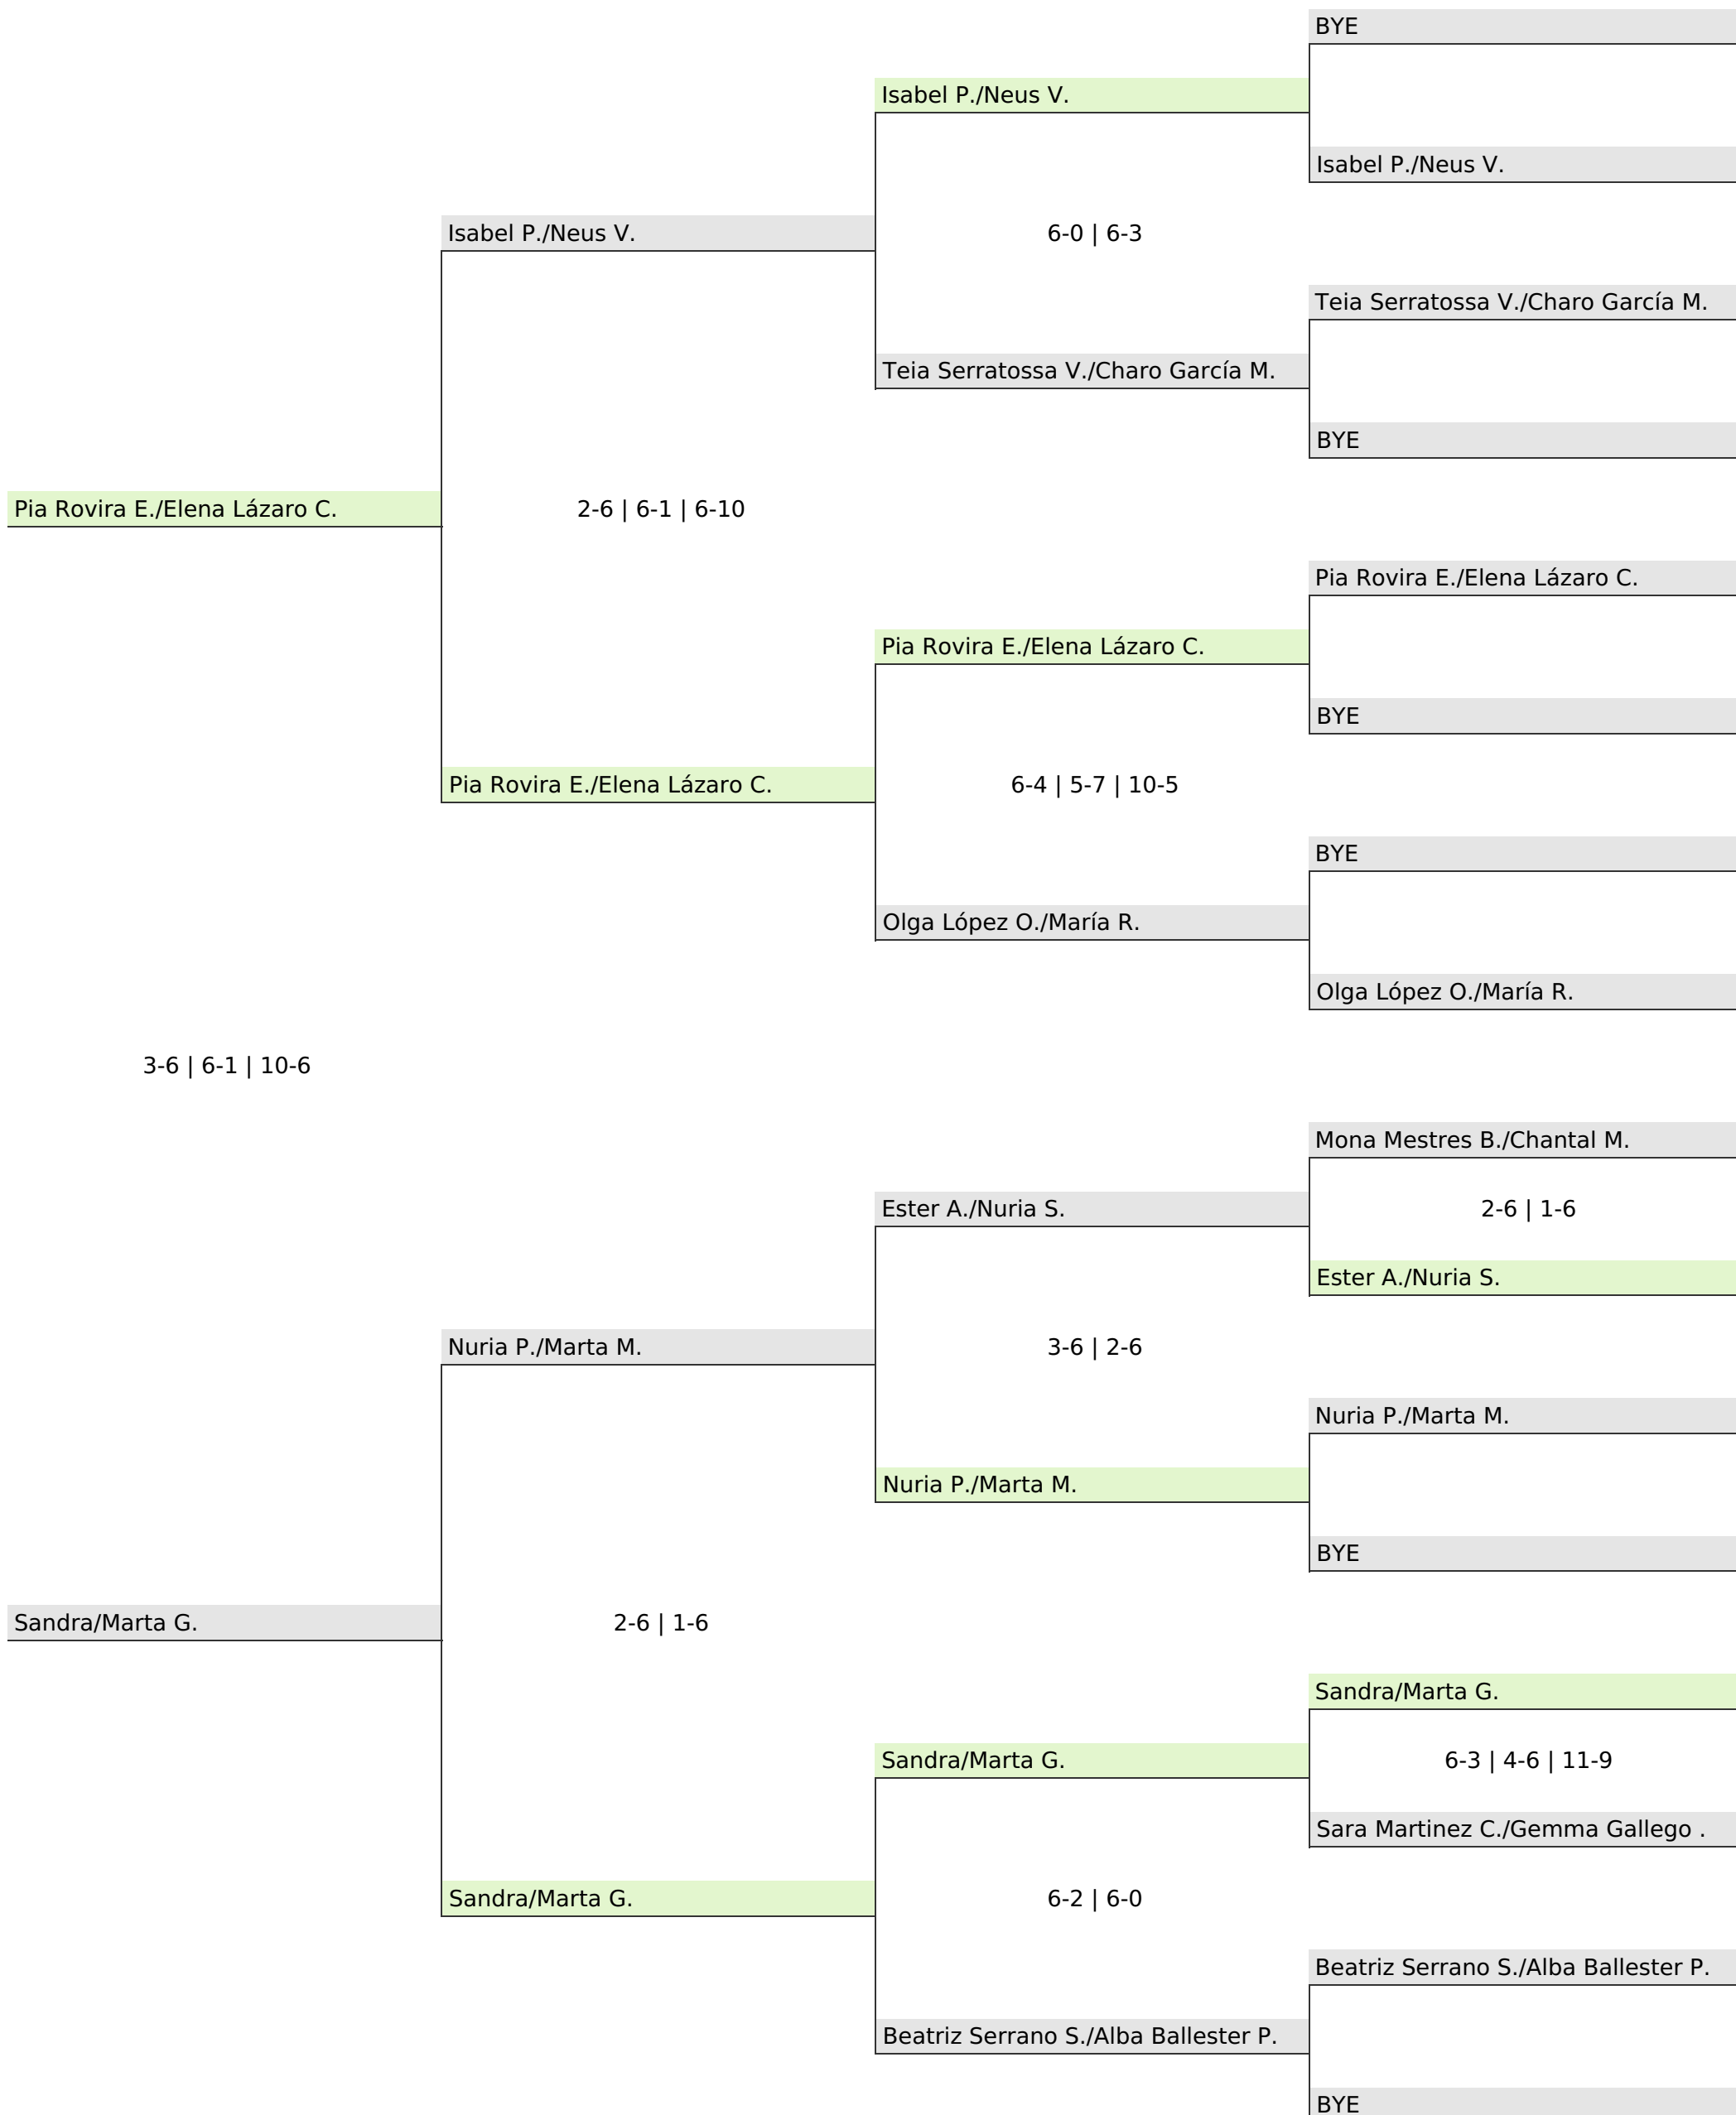 BYE
Isabel P./Neus V.
Isabel P./Neus V.
Isabel P./Neus V.
6-0 | 6-3
Teia Serratossa V./Charo García M.
Teia Serratossa V./Charo García M.
BYE
Pia Rovira E./Elena Lázaro C.
2-6 | 6-1 | 6-10
Pia Rovira E./Elena Lázaro C.
Pia Rovira E./Elena Lázaro C.
BYE
Pia Rovira E./Elena Lázaro C.
6-4 | 5-7 | 10-5
BYE
Olga López O./María R.
Olga López O./María R.
3-6 | 6-1 | 10-6
Mona Mestres B./Chantal M.
Ester A./Nuria S.
2-6 | 1-6
Ester A./Nuria S.
Nuria P./Marta M.
3-6 | 2-6
Nuria P./Marta M.
Nuria P./Marta M.
BYE
Sandra/Marta G.
2-6 | 1-6
Sandra/Marta G.
Sandra/Marta G.
6-3 | 4-6 | 11-9
Sara Martinez C./Gemma Gallego .
Sandra/Marta G.
6-2 | 6-0
Beatriz Serrano S./Alba Ballester P.
Beatriz Serrano S./Alba Ballester P.
BYE